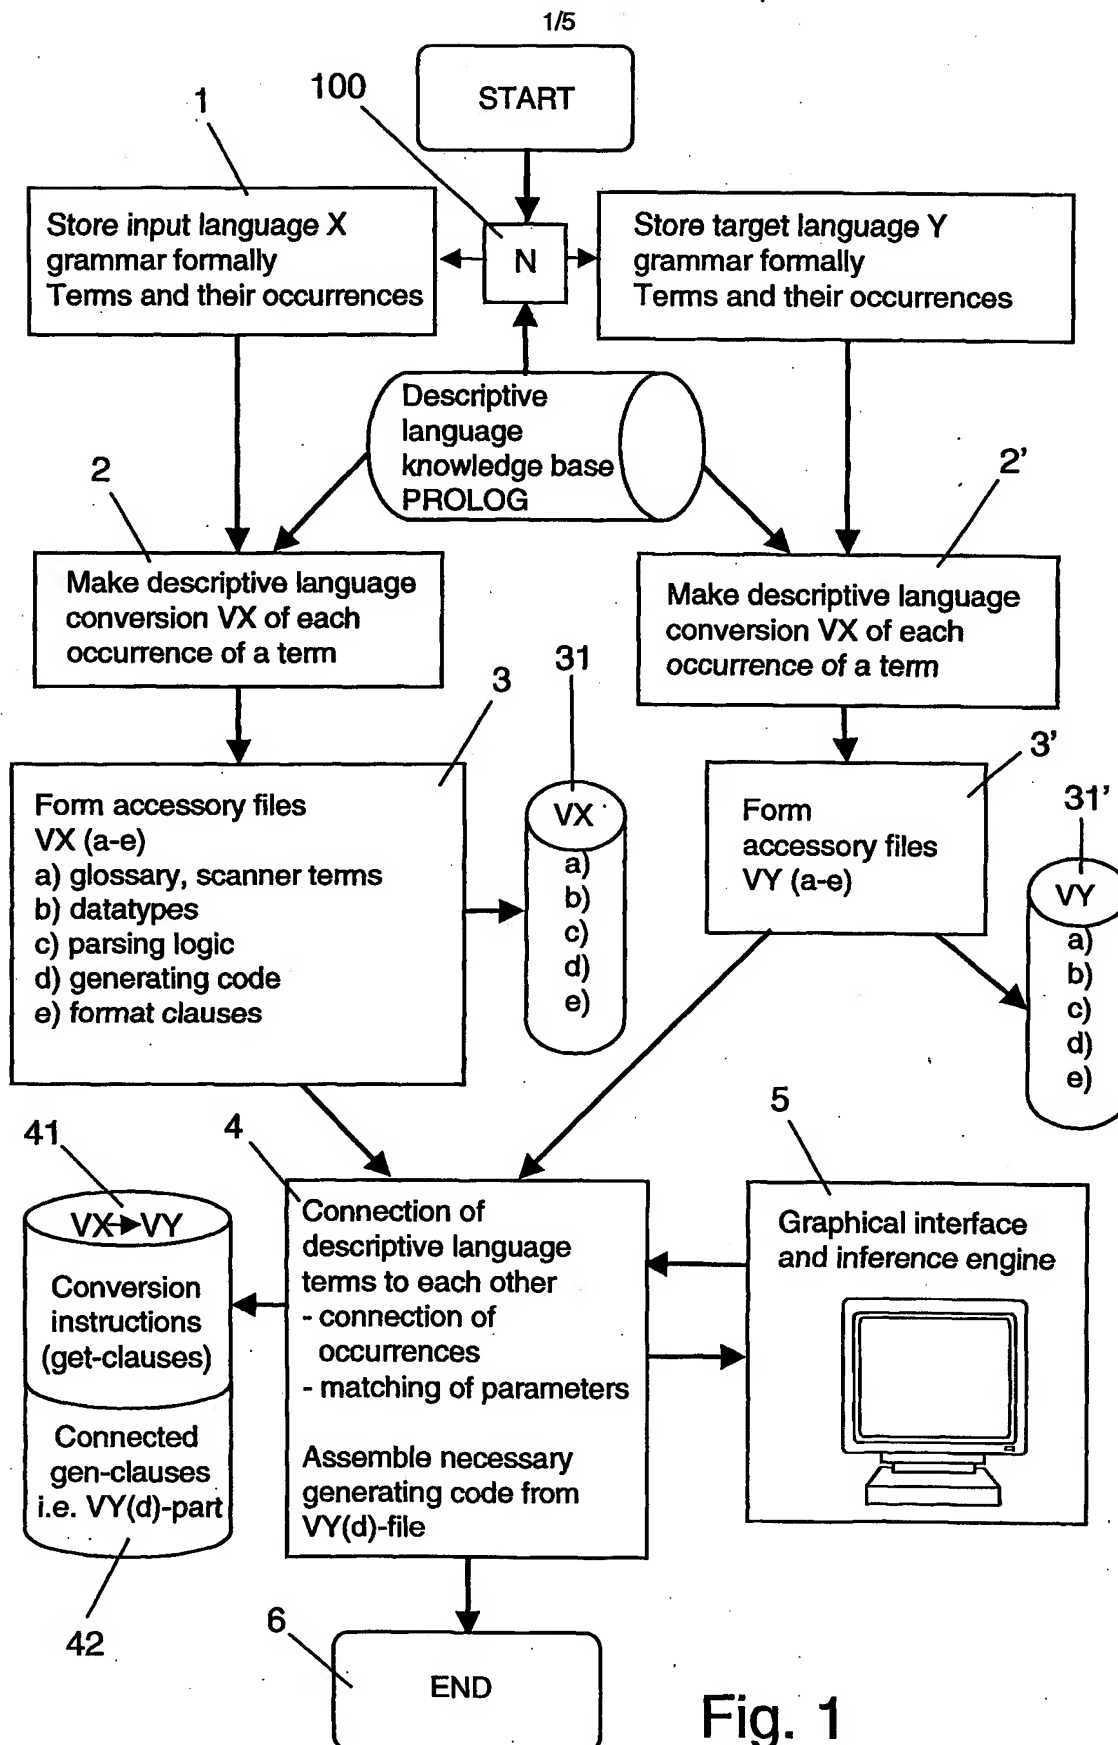 1/5
START
100
1
Store input language X
grammar formally
Terms and their occurrences
N
Store target language Y
grammar formally
Terms and their occurrences
Descriptive
language
knowledge base
PROLOG
2
2'
Make descriptive language
conversion VX of each
occurrence of a term
Make descriptive language
conversion VX of each
occurrence of a term
3
31
3'
31'
Form accessory files
VX (a-e)
a) glossary, scanner terms
b) datatypes
c) parsing logic
d) generating code
e) format clauses
VX
a)
b)
c)
d)
e)
Form
accessory files
VY (a-e)
VY
a)
b)
c)
d)
e)
41
4
5
VX VY
Conversion
instructions
(get-clauses)
Connected
gen-clauses
i.e. VY(d)-part
42
Connection of
descriptive language
terms to each other
- connection of
occurrences
- matching of parameters
Assemble necessary
generating code from
VY(d)-file
Graphical interface
and inference engine
6
END
Fig. 1